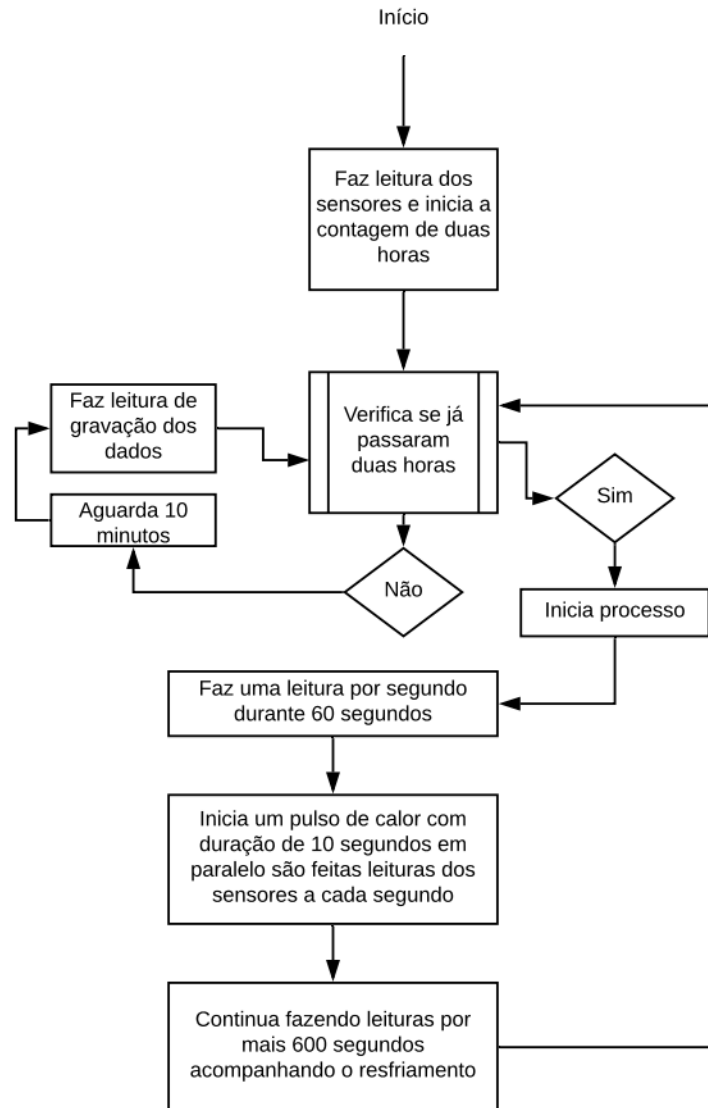 Início
Faz leitura dos
sensores e inicia a
contagem de duas
horas
Faz leitura de
gravação dos
dados
Verifica se já
passaram
duas horas
Sim
Aguarda 10
minutos
Não
Inicia processo
Faz uma leitura por segundo
durante 60 segundos
Inicia um pulso de calor com
duração de 10 segundos em
paralelo são feitas leituras dos
sensores a cada segundo
Continua fazendo leituras por
mais 600 segundos
acompanhando o resfriamento